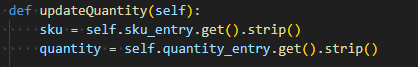 def updateQuantity(self):
    sku = self.sku_entry.get().strip()
    quantity = self.quantity_entry.get().strip()